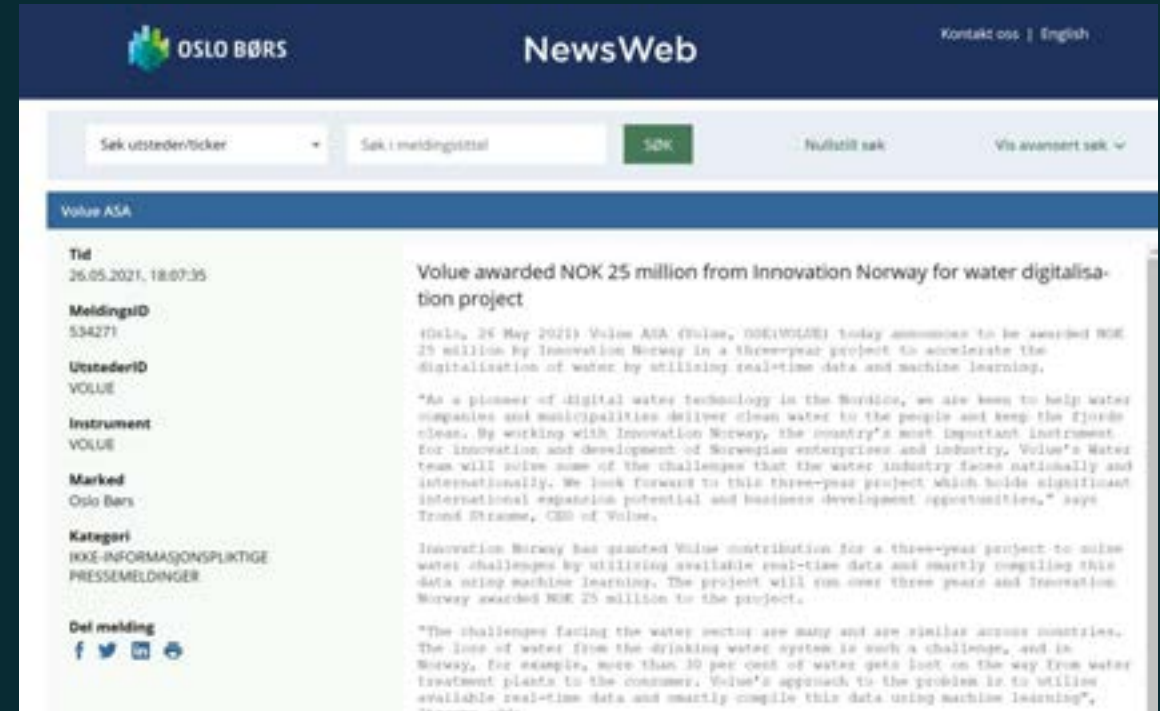 OSLO BØRS
NewsWeb
Kontakt oss | English
Søk utsteder/ticker
Søk i meldingstittel
SØK
Nullstill søk
Vis avansert søk
Volue ASA
Tid
26.05.2021, 18:07:35
MeldingsID
534271
UtstederID
VOLUE
Instrument
VOLUE
Marked
Oslo Børs
Kategori
IKKE-INFORMASJONSPLIKTIGE
PRESSEMELDINGER
Del melding
Volue awarded NOK 25 million from Innovation Norway for water digitalisa-
tion project
(Oslo, 26 May 2021) Volue ASA (Volue, OSE:VOLUE) today announces to be awarded NOK
25 million by Innovation Norway in a three-year project to accelerate the
digitalisation of water by utilising real-time data and machine learning.
"As a pioneer of digital water technology in the Nordics, we are keen to help water
companies and municipalities deliver clean water to the people and keep the fjords
clean. By working with Innovation Norway, the country's most important instrument
for innovation and development of Norwegian enterprises and industry, Volue's Water
team will solve some of the challenges that the water industry faces nationally and
internationally. We look forward to this three-year project which holds significant
international expansion potential and business development opportunities," says
Trond Straume, CEO of Volue.
Innovation Norway has granted Volue contribution for a three-year project to solve
water challenges by utilizing available real-time data and smartly compiling this
data using machine learning. The project will run over three years and Innovation
Norway awarded NOK 25 million to the project.
"The challenges facing the water sector are many and are similar across countries.
The loss of water from the drinking water system is such a challenge, and in
Norway, for example, more than 30 per cent of water gets lost on the way from water
treatment plants to the consumer. Volue's approach to the problem is to utilise
available real-time data and smartly compile this data using machine learning",